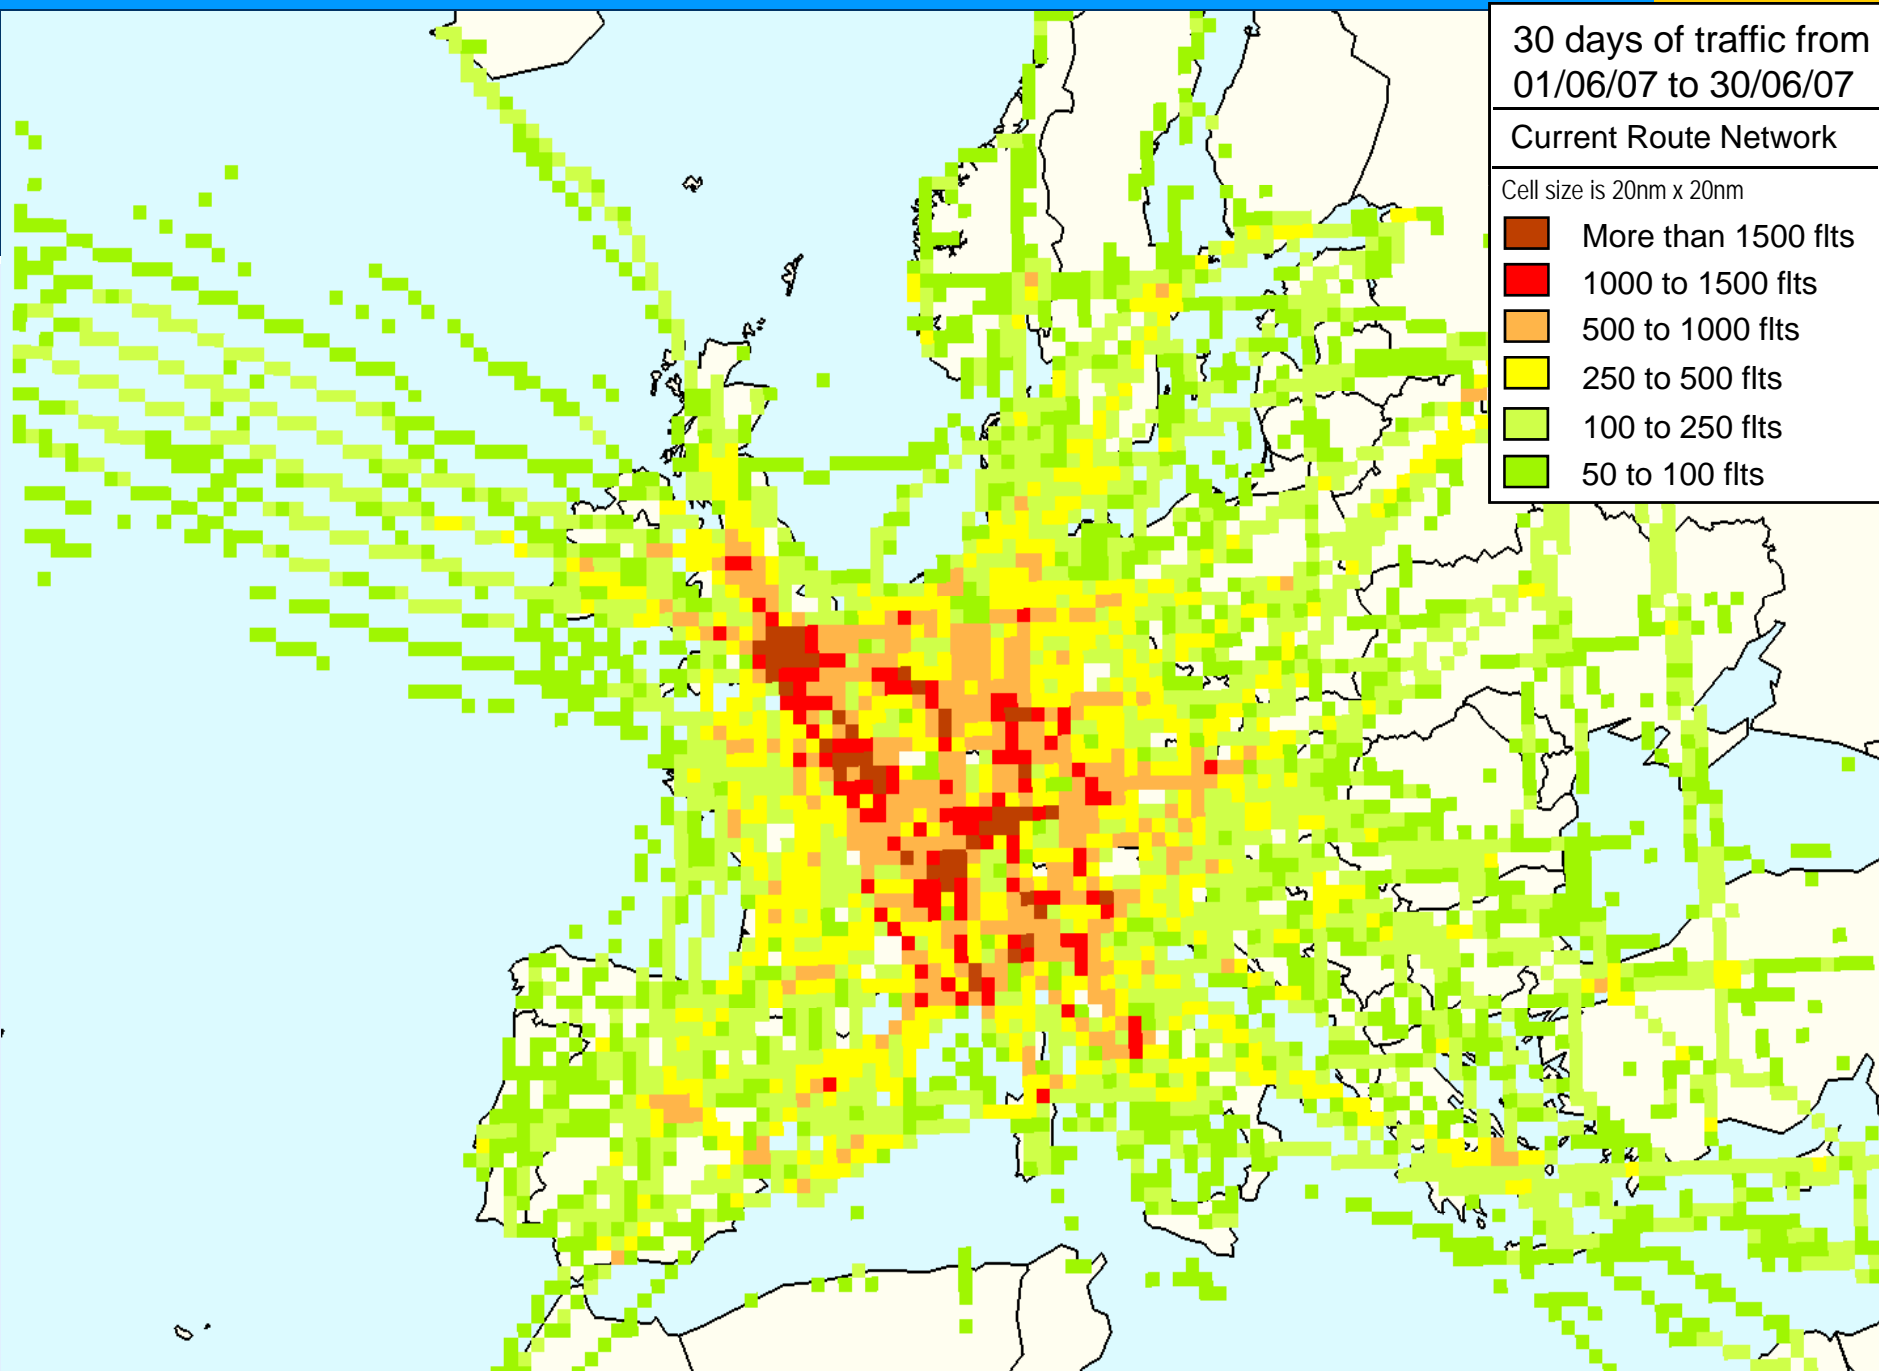 30 days of traffic from
01/06/07 to 30/06/07
Current Route Network
Cell size is 20nm x 20nm
More than 1500 flts
1000 to 1500 flts
500 to 1000 flts
250 to 500 flts
100 to 250 flts
50 to 100 flts